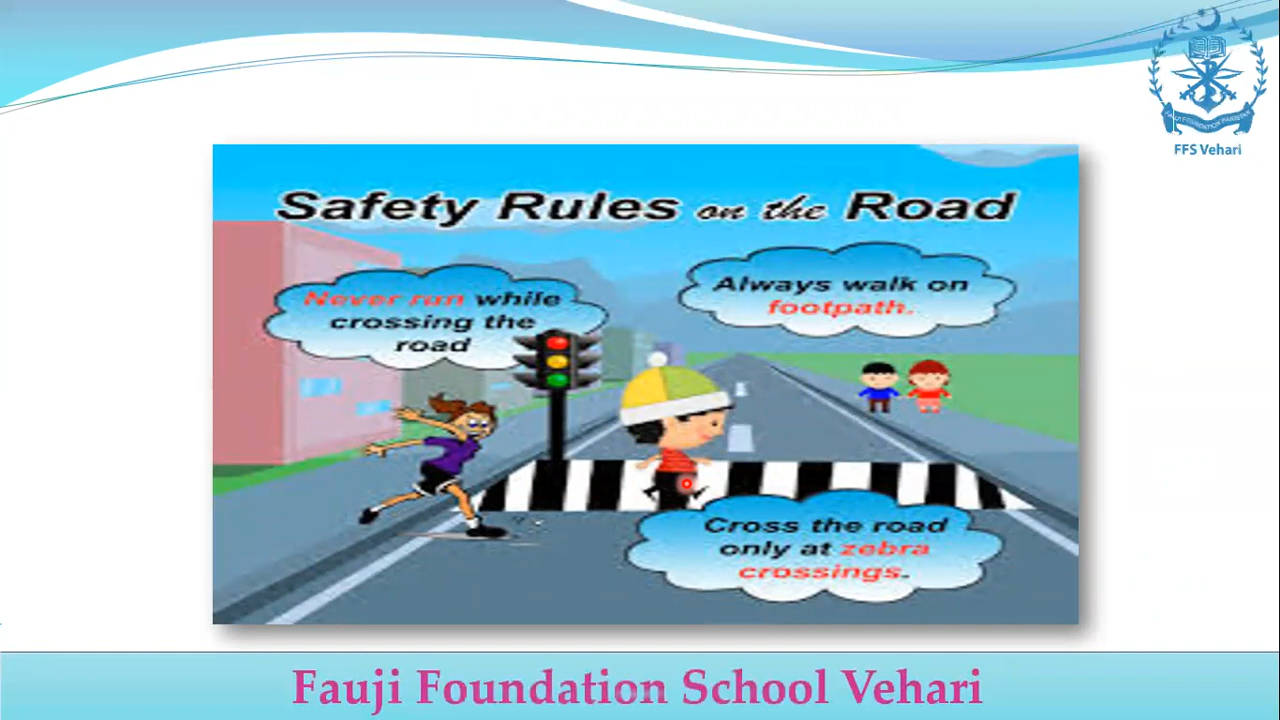 FFS Vehari
Safety Rules on the Road
Never run while
crossing the
road
Always walk on
footpath.
Cross the road
only at zebra
crossings.
Fauji Foundation School Vehari